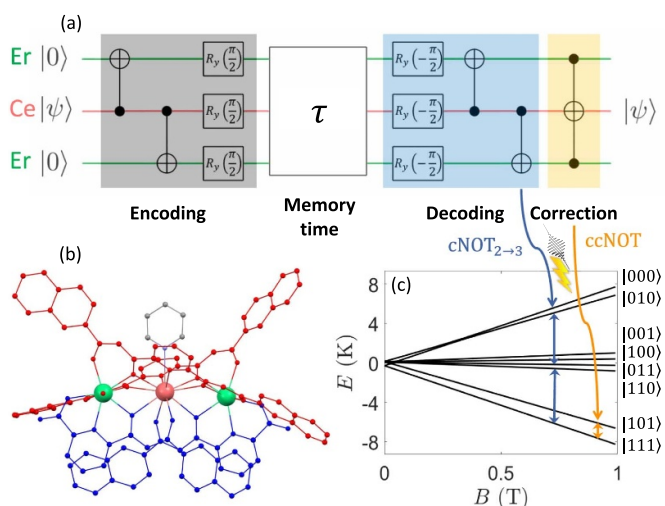 (a)
Er |0⟩ R_y(π/2) R_y(-π/2)
Ce |ψ⟩ R_y(π/2) τ R_y(-π/2) |ψ⟩
Er |0⟩ R_y(π/2) R_y(-π/2)
Encoding Memory time Decoding Correction
cNOT₂→₃ ccNOT
(b)
(c)
E (K)
8
4
0
-4
-8
0
0.5
1
B (T)
|000⟩
|010⟩
|001⟩
|100⟩
|011⟩
|110⟩
|101⟩
|111⟩